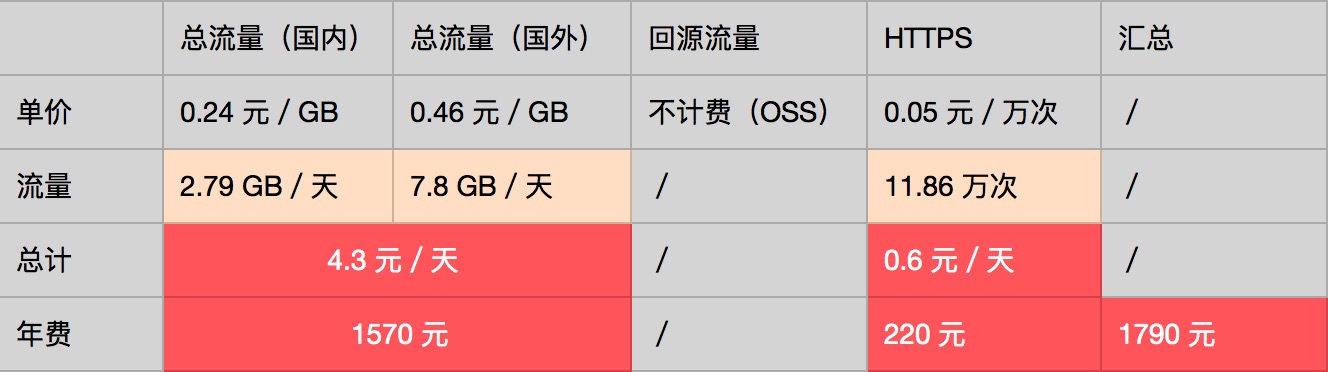 总流量（国内） 总流量（国外） 回源流量 HTTPS 汇总
单价 0.24 元 / GB 0.46 元 / GB 不计费（OSS） 0.05 元 / 万次 /
流量 2.79 GB / 天 7.8 GB / 天 / 11.86 万次 /
总计 4.3 元 / 天 / 0.6 元 / 天 /
年费 1570 元 / 220 元 1790 元